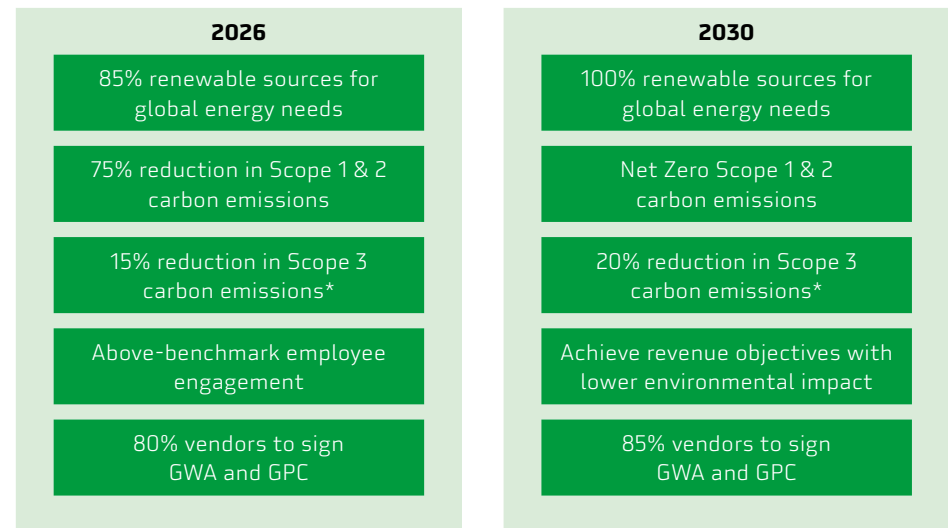 2026
85% renewable sources for
global energy needs
75% reduction in Scope 1 & 2
carbon emissions
15% reduction in Scope 3
carbon emissions*
Above-benchmark employee
engagement
80% vendors to sign
GWA and GPC
2030
100% renewable sources for
global energy needs
Net Zero Scope 1 & 2
carbon emissions
20% reduction in Scope 3
carbon emissions*
Achieve revenue objectives with
lower environmental impact
85% vendors to sign
GWA and GPC